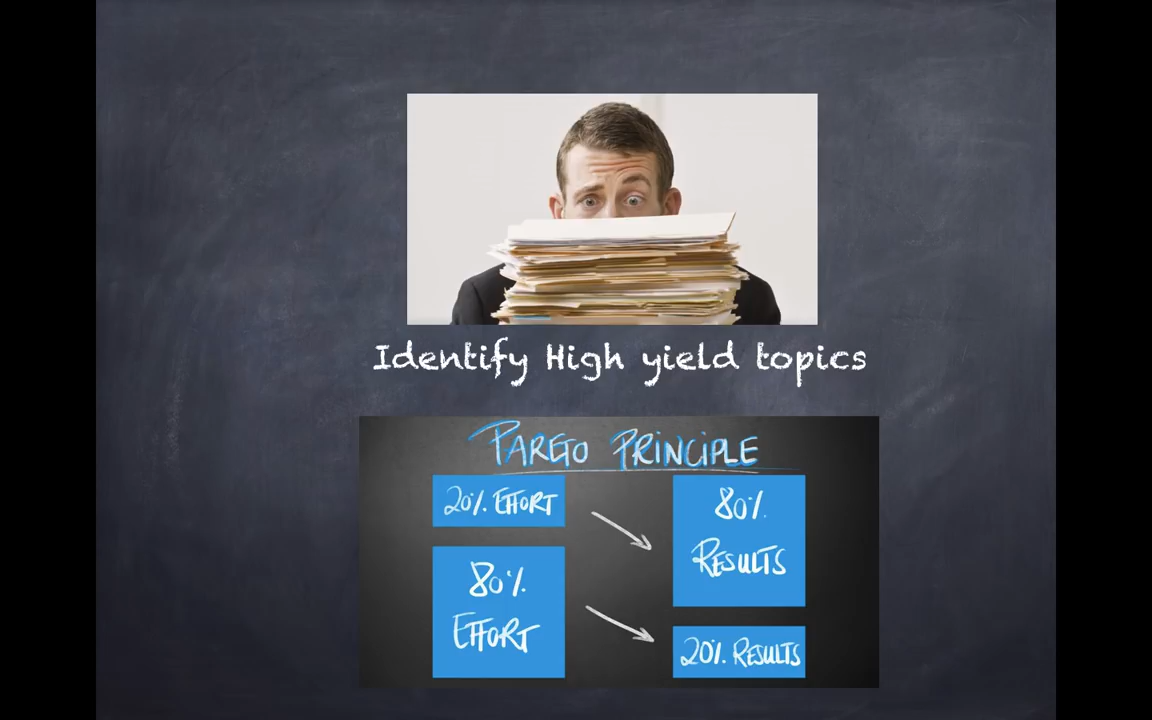 Identify High yield topics
PARETO PRINCIPLE
20% EFFORT
80%
RESULTS
80%
EFFORT
20% RESULTS